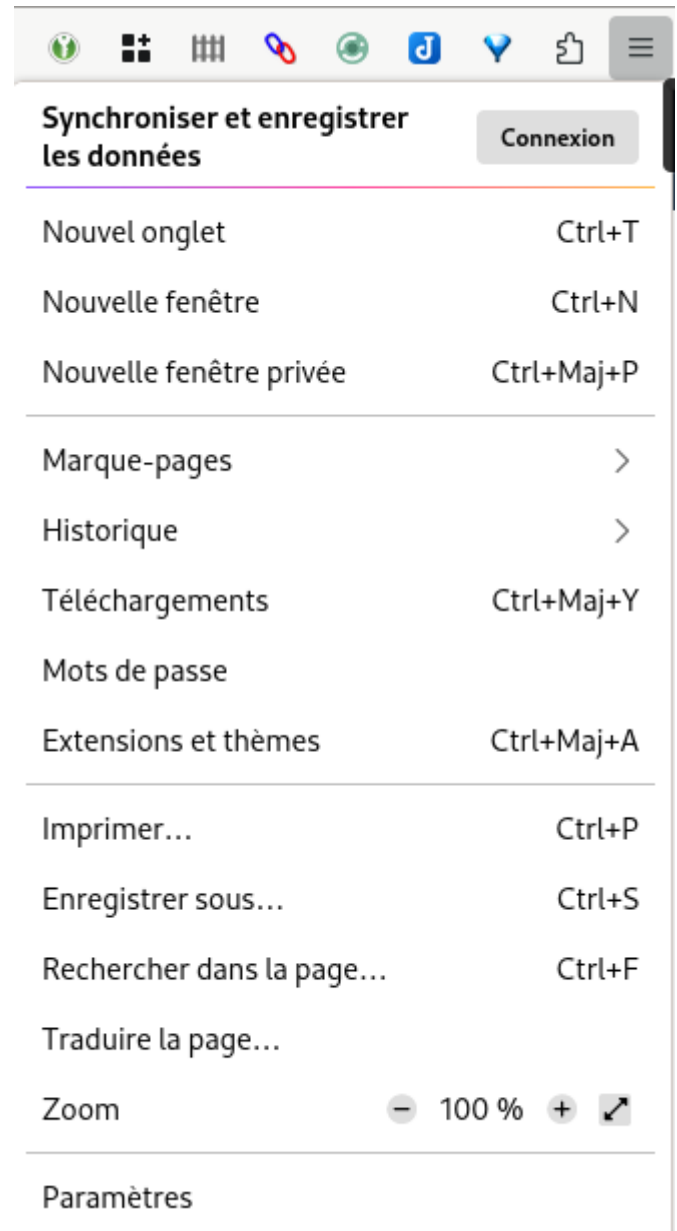 Synchroniser et enregistrer
les données
Connexion
Nouvel onglet Ctrl+T
Nouvelle fenêtre Ctrl+N
Nouvelle fenêtre privée Ctrl+Maj+P
Marque-pages
Historique
Téléchargements Ctrl+Maj+Y
Mots de passe
Extensions et thèmes Ctrl+Maj+A
Imprimer… Ctrl+P
Enregistrer sous… Ctrl+S
Rechercher dans la page… Ctrl+F
Traduire la page…
Zoom 100 %
Paramètres